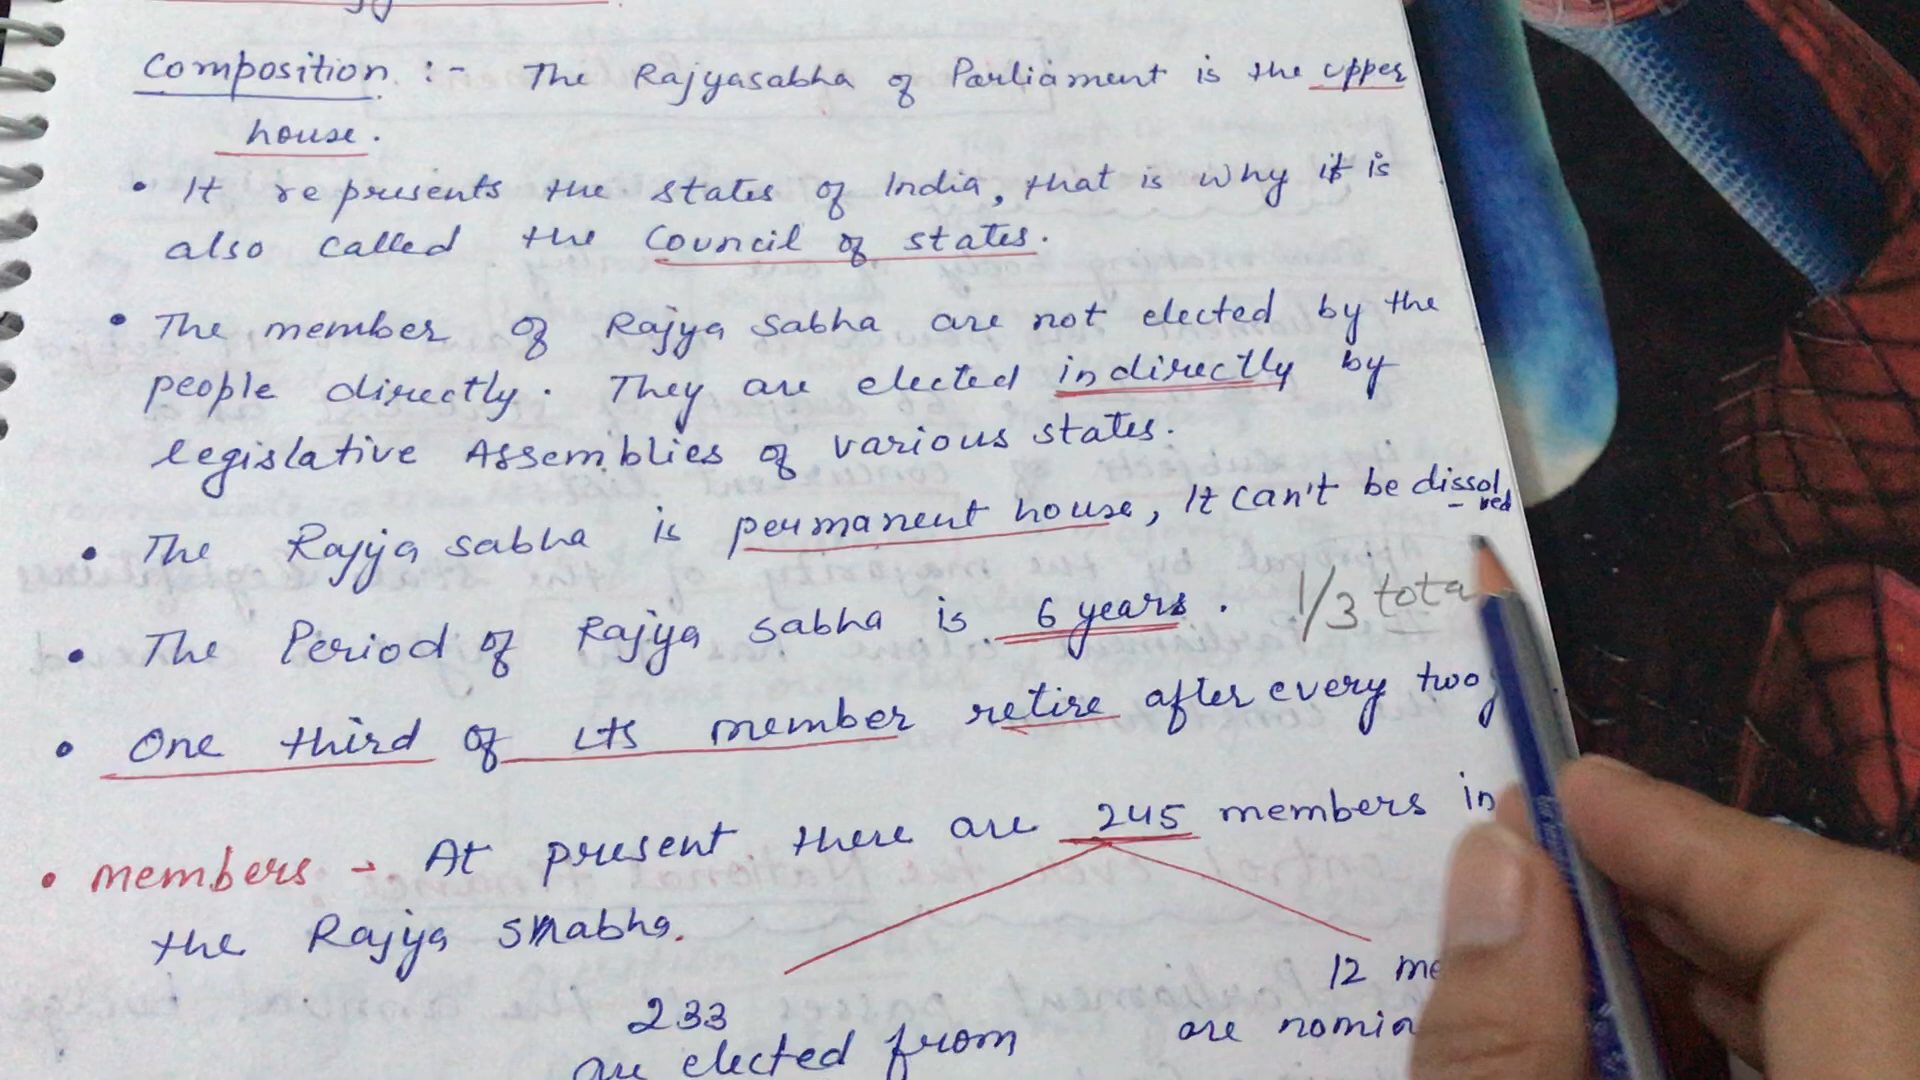 Composition :- The Rajyasabha of Parliament is the upper
house.
• It represents the states of India, that is why it is
also called the Council of states.
• The member of Rajya Sabha are not elected by the
people directly. They are elected indirectly by
legislative Assemblies of various states.
• The Rajya sabha is permanent house, It can't be dissol
- ved
• The Period of Rajya sabha is 6 years. 1/3 tota
• One third of its member retire after every two
• members → At present there are 245 members in
the Rajya
233
12 me
are nomin
are elected from